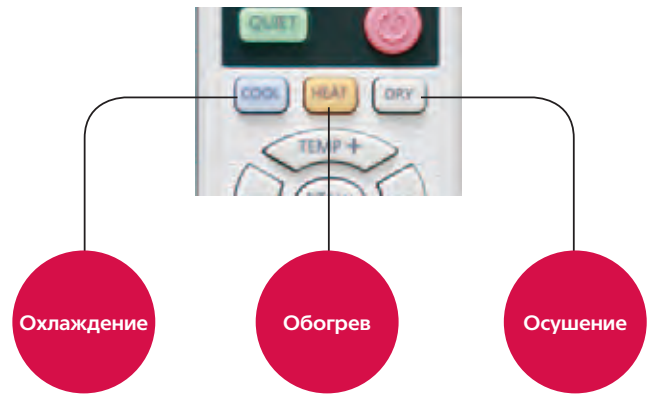 QUIET
COOL HEAT DRY
TEMP +
Охлаждение Обогрев Осушение